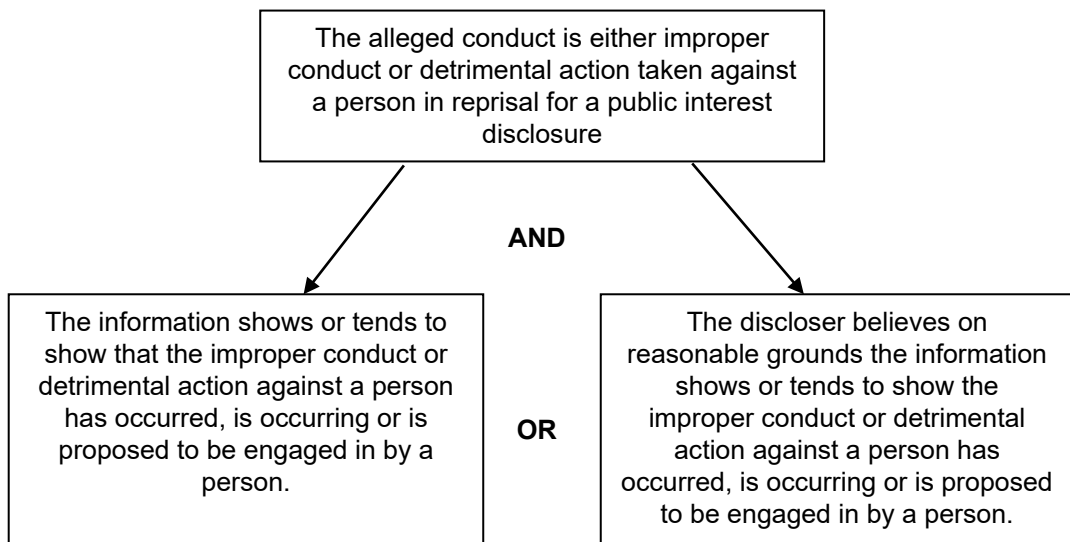 The alleged conduct is either improper
conduct or detrimental action taken against
a person in reprisal for a public interest
disclosure
AND
The information shows or tends to
show that the improper conduct or
detrimental action against a person
has occurred, is occurring or is
proposed to be engaged in by a
person.
OR
The discloser believes on
reasonable grounds the information
shows or tends to show the
improper conduct or detrimental
action against a person has
occurred, is occurring or is proposed
to be engaged in by a person.